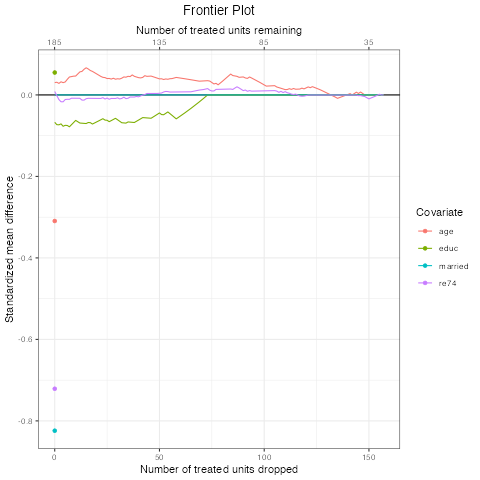 Frontier Plot
Number of treated units remaining
185 135 85 35
Standardized mean difference
0.0
-0.2
-0.4
-0.6
-0.8
0 50 100 150
Number of treated units dropped
Covariate
age
educ
married
re74